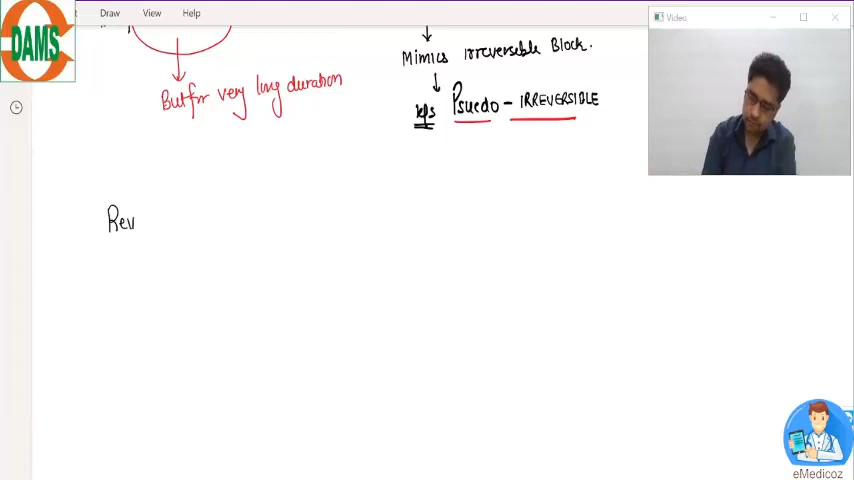 DAMS
Draw View Help
Video
But for very long duration
Mimics irreversible Block.
Psuedo - IRREVERSIBLE
Rev
eMedicoz